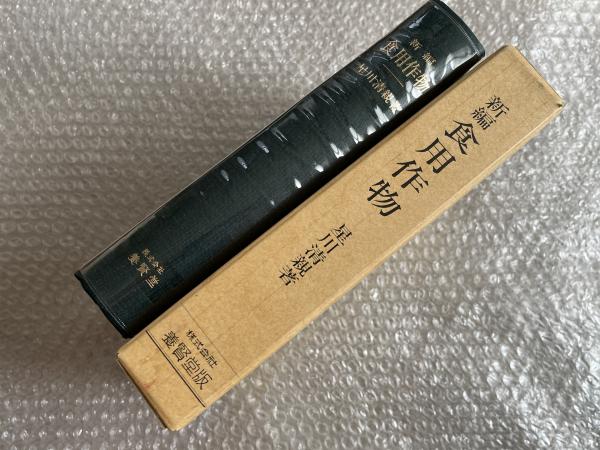 新編
食用作物
星川清親著
株式会社
養賢堂
新編
食用作物
星川清親著
株式会社
養賢堂版